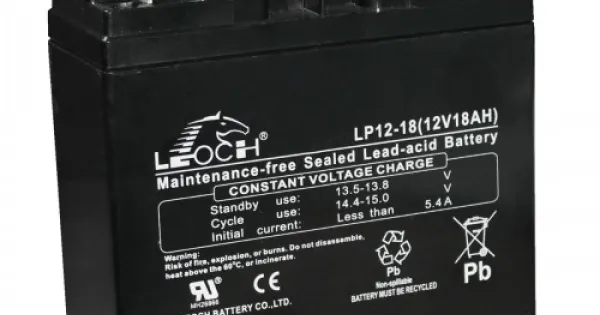 LP12-18(12V18AH)
LEOCH®
Maintenance-free Sealed Lead-acid Battery
CONSTANT VOLTAGE CHARGE
Standby use: 13.5-13.8 V
Cycle use: 14.4-15.0 V
Initial current: Less than 5.4A
Warning
Risk of fire, explosion, or burns. Do not disassemble,
heat above 60°C, or incinerate.
Pb
Non-spillable
BATTERY MUST BE RECYCLED
Pb
MH26866
CE
OCH BATTERY CO.,LTD.